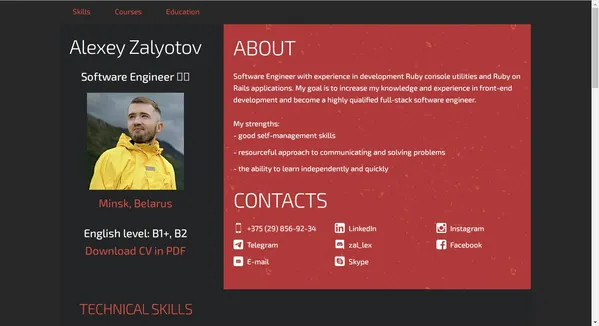 Skills Courses Education
Alexey Zalyotov
Software Engineer
Minsk, Belarus
English level: B1+, B2
Download CV in PDF
TECHNICAL SKILLS
ABOUT
Software Engineer with experience in development Ruby console utilities and Ruby on
Rails applications. My goal is to increase my knowledge and experience in front-end
development and become a highly qualified full-stack software engineer.
My strengths:
- good self-management skills
- resourceful approach to communicating and solving problems
- the ability to learn independently and quickly
CONTACTS
+375 (29) 856-92-34 LinkedIn Instagram
Telegram zal_lex Facebook
E-mail Skype